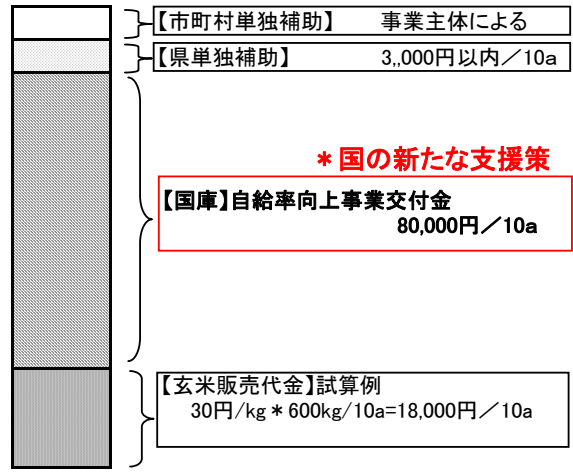 【市町村単独補助】　　事業主体による
【県単独補助】　　　　3,,000円以内／10a
＊国の新たな支援策
【国庫】自給率向上事業交付金
80,000円／10a
【玄米販売代金】試算例
30円/kg＊600kg/10a=18,000円／10a